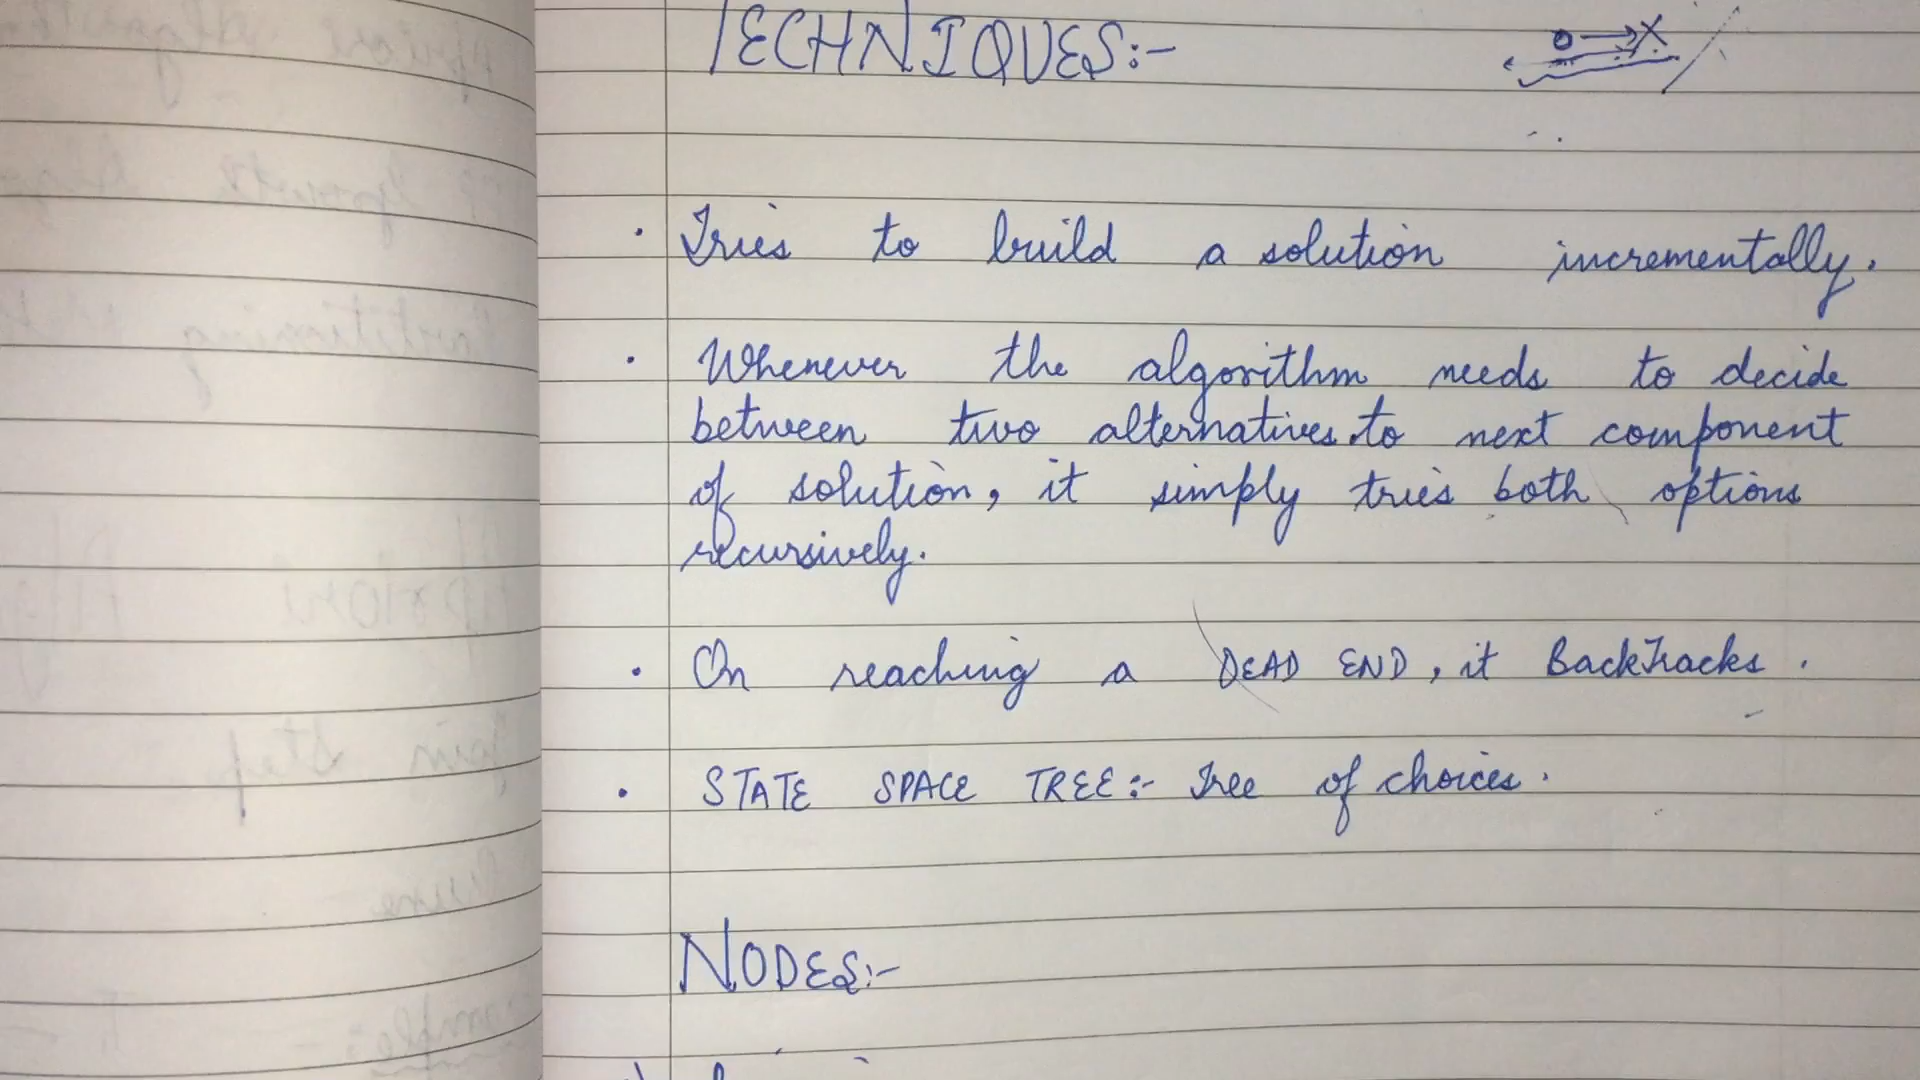 TECHNIQUES:-
• Tries to build a solution incrementally.
• Whenever the algorithm needs to decide
between two alternatives to next component
of solution, it simply tries both options
recursively.
• On reaching a DEAD END, it BackTracks.
• STATE SPACE TREE:- Tree of choices.
NODES:-